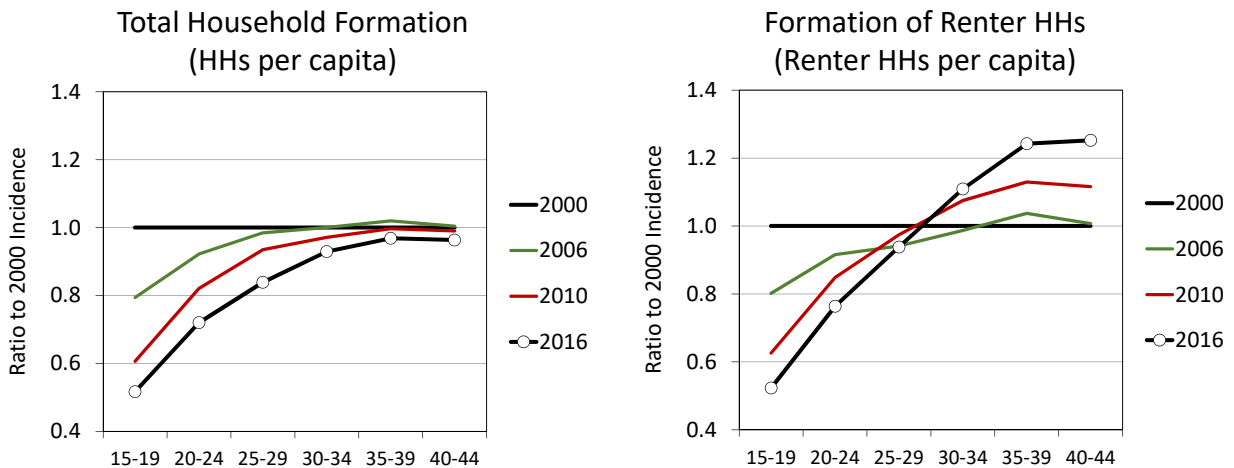 Total Household Formation
(HHs per capita)
Ratio to 2000 Incidence
1.4
1.2
1.0
0.8
0.6
0.4
15-19 20-24 25-29 30-34 35-39 40-44
2000
2006
2010
2016
Formation of Renter HHs
(Renter HHs per capita)
Ratio to 2000 Incidence
1.4
1.2
1.0
0.8
0.6
0.4
15-19 20-24 25-29 30-34 35-39 40-44
2000
2006
2010
2016